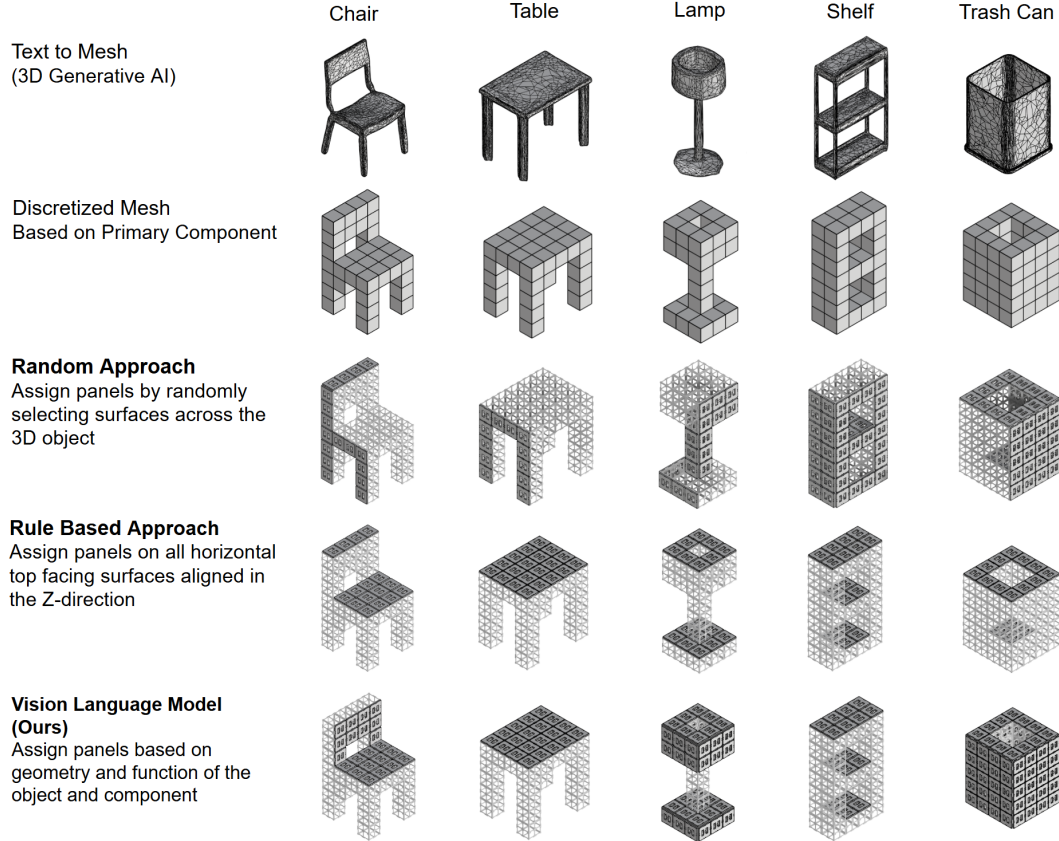 Chair Table Lamp Shelf Trash Can
Text to Mesh
(3D Generative AI)
Discretized Mesh
Based on Primary Component
Random Approach
Assign panels by randomly
selecting surfaces across the
3D object
Rule Based Approach
Assign panels on all horizontal
top facing surfaces aligned in
the Z-direction
Vision Language Model
(Ours)
Assign panels based on
geometry and function of the
object and component